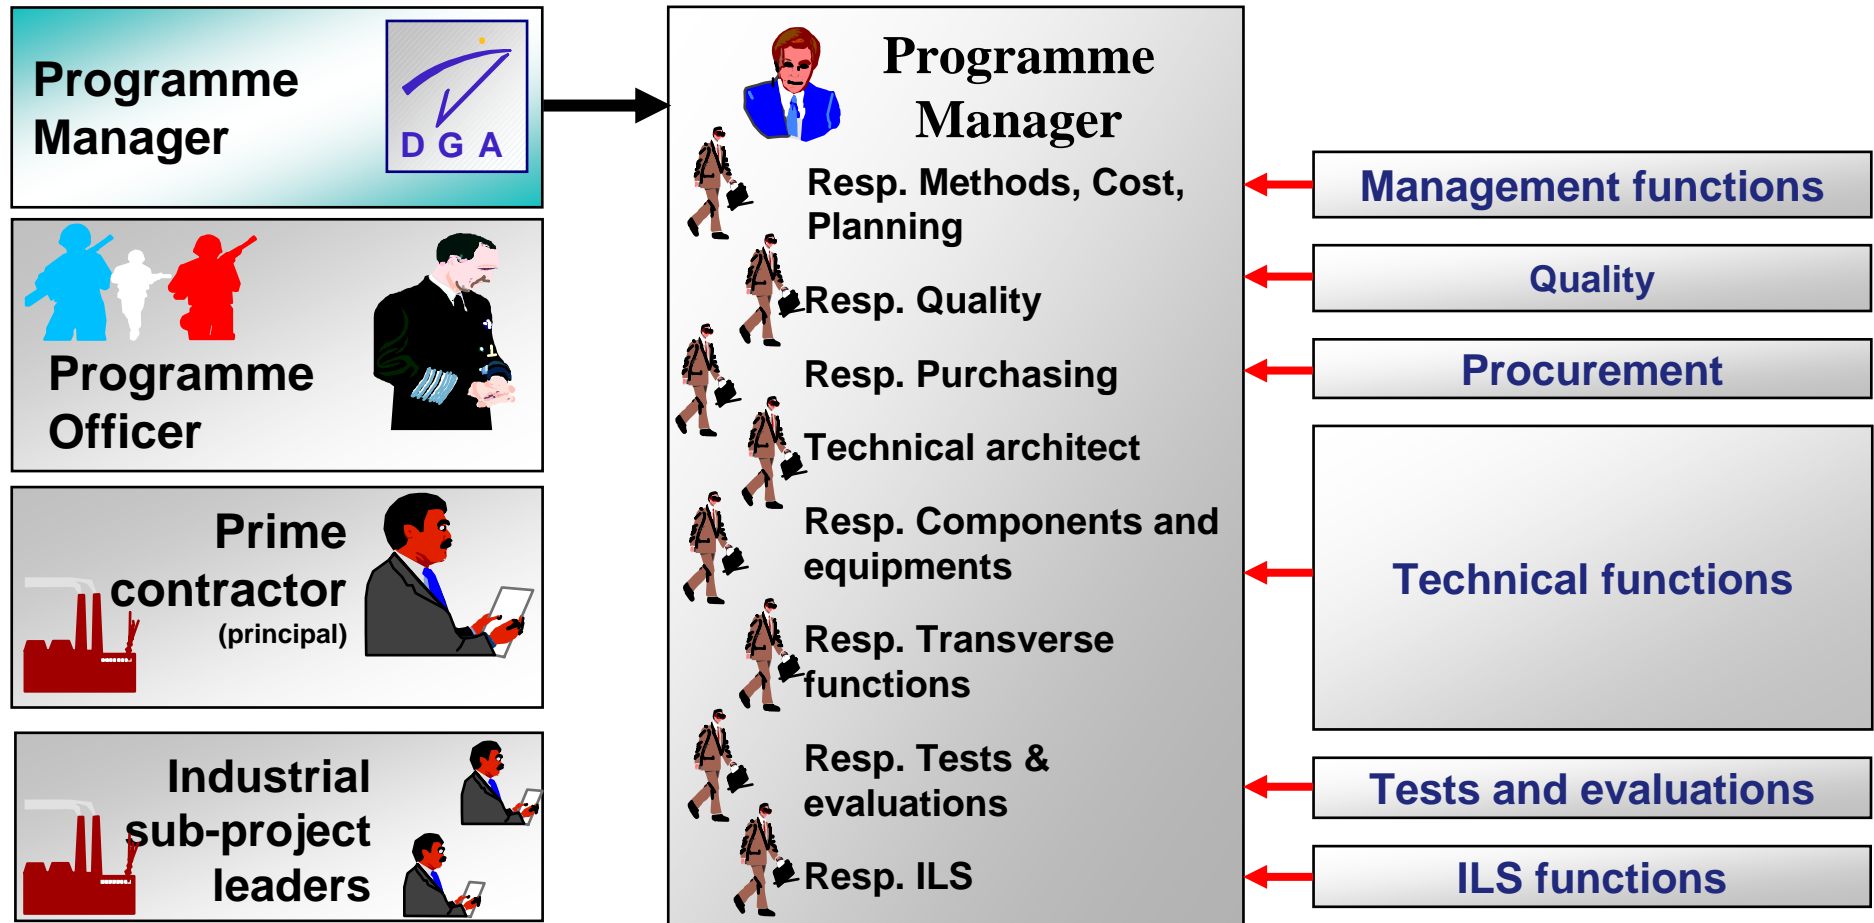 Programme
Manager
D G A
Programme
Officer
Prime
contractor
(principal)
Industrial
sub-project
leaders
Programme
Manager
Resp. Methods, Cost,
Planning
Resp. Quality
Resp. Purchasing
Technical architect
Resp. Components and
equipments
Resp. Transverse
functions
Resp. Tests &
evaluations
Resp. ILS
Management functions
Quality
Procurement
Technical functions
Tests and evaluations
ILS functions